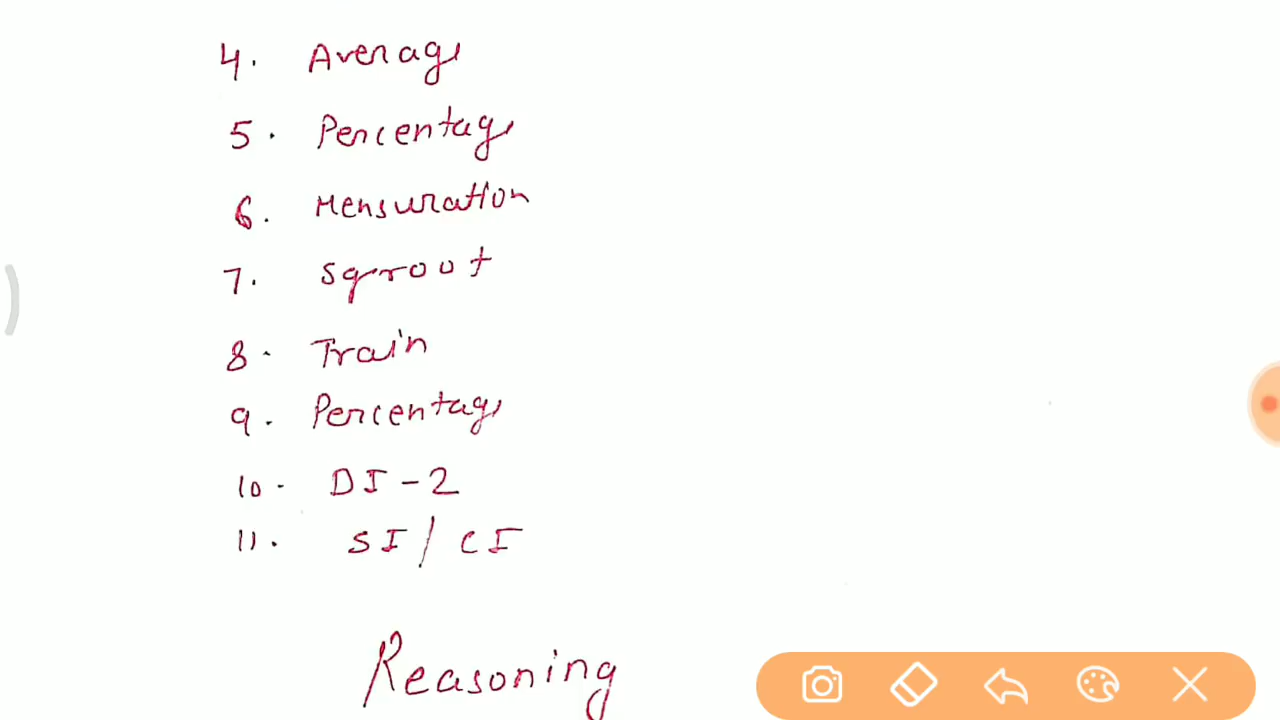 4. Average
5. Percentage
6. Mensuration
7. Sqroot
8. Train
9. Percentage
10. DI-2
11. SI/CI
Reasoning